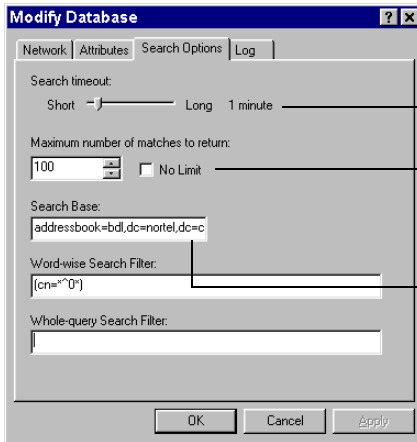 Modify Database
Network Attributes Search Options Log
Search timeout:
Short Long 1 minute
Maximum number of matches to return:
100 No Limit
Search Base:
addressbook=bdl,dc=nortel,dc=c
Word-wise Search Filter:
(cn=*^0*)
Whole-query Search Filter:
OK Cancel Apply